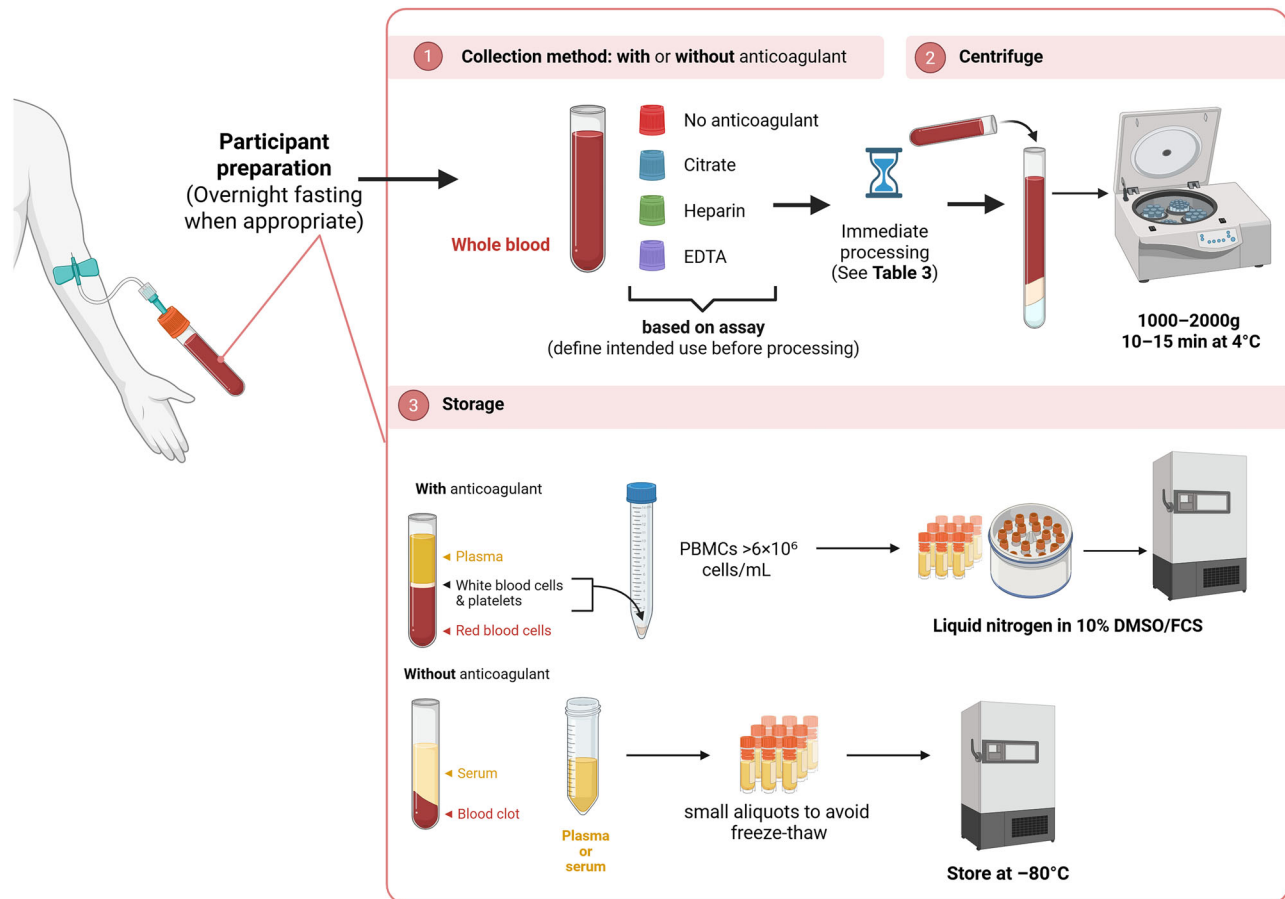 Participant
preparation
(Overnight fasting
when appropriate)
1
Collection method: with or without anticoagulant
Whole blood
No anticoagulant
Citrate
Heparin
EDTA
based on assay
(define intended use before processing)
Immediate
processing
(See Table 3)
2
Centrifuge
1000–2000g
10–15 min at 4°C
3
Storage
With anticoagulant
Plasma
White blood cells
& platelets
Red blood cells
PBMCs >6×10⁶
cells/mL
Liquid nitrogen in 10% DMSO/FCS
Without anticoagulant
Serum
Blood clot
Plasma
or
serum
small aliquots to avoid
freeze-thaw
Store at –80°C